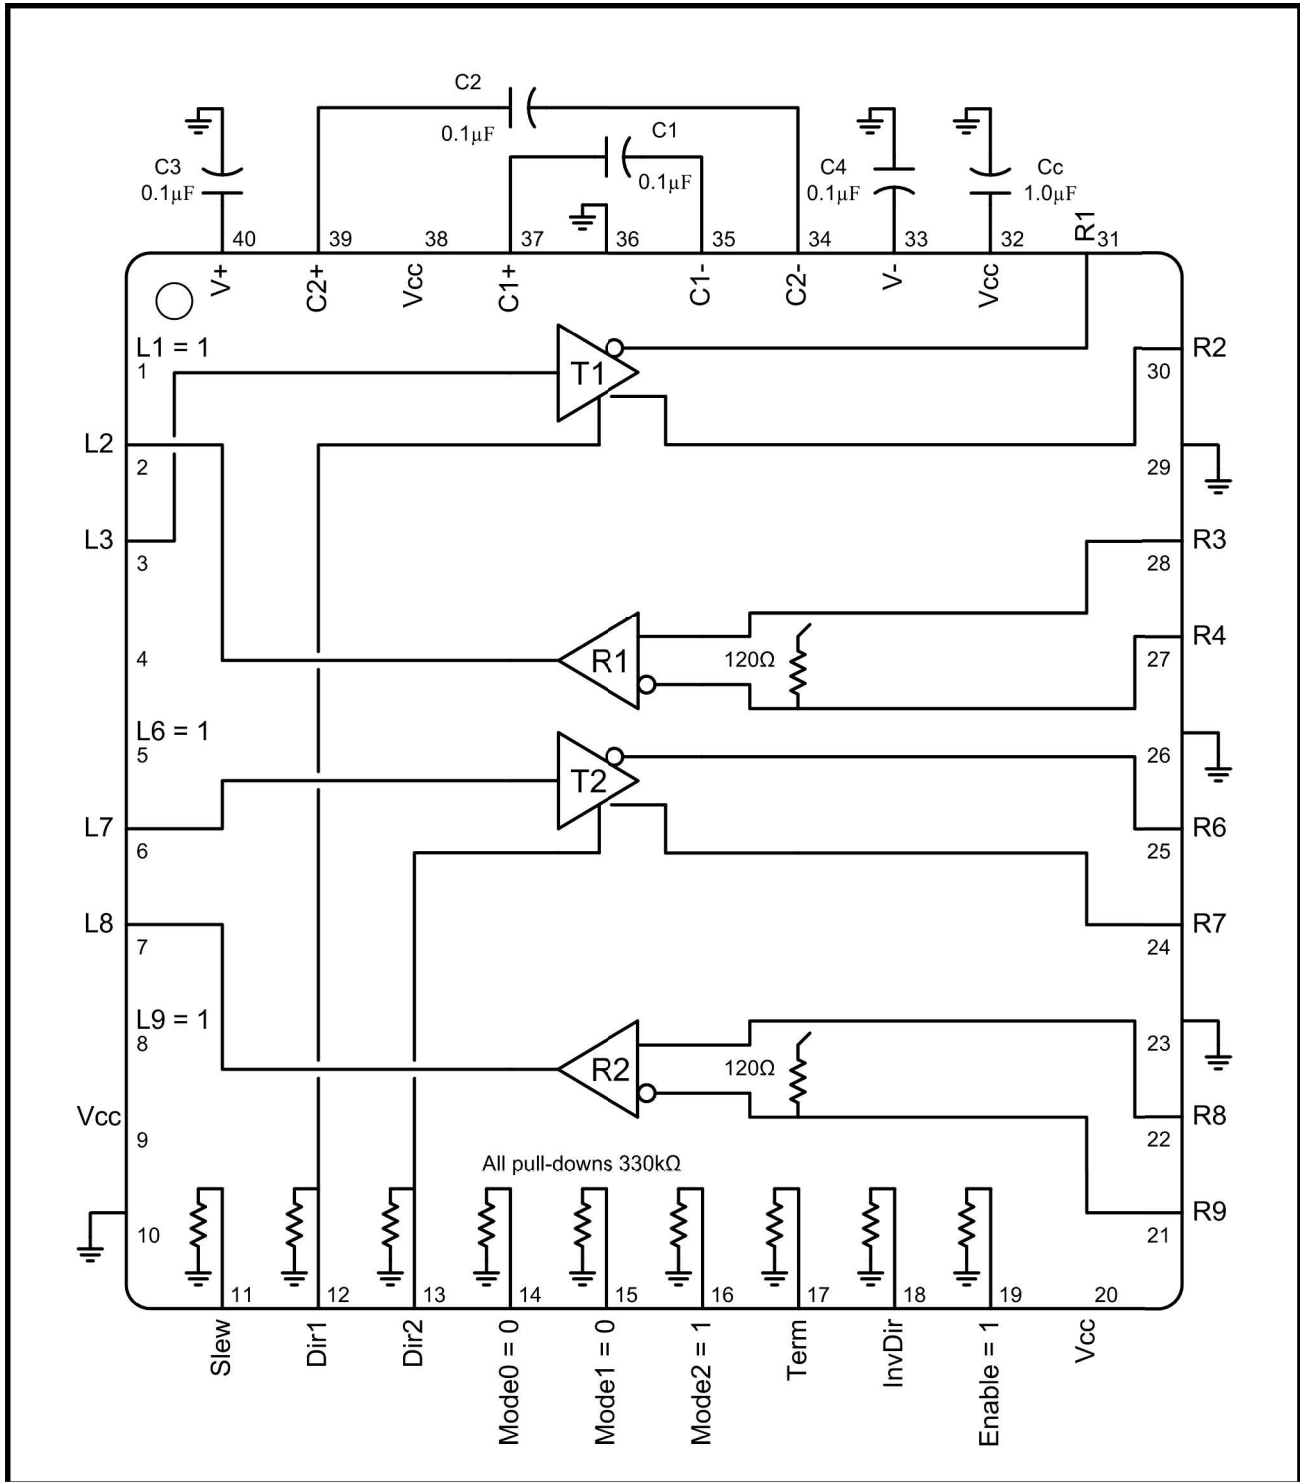 C2
0.1µF
C1
0.1µF
C3
0.1µF
C4
0.1µF
Cc
1.0µF
R1
40
39
38
37
36
35
34
33
32
31
V+
C2+
Vcc
C1+
C1-
C2-
V-
Vcc
L1 = 1
1
T1
R2
30
L2
2
29
L3
3
R3
28
4
R1
120Ω
R4
27
L6 = 1
5
26
T2
L7
6
R6
25
L8
7
R7
24
L9 = 1
8
23
R2
120Ω
Vcc
9
R8
22
All pull-downs 330kΩ
10
R9
21
11
12
13
14
15
16
17
18
19
20
Slew
Dir1
Dir2
Mode0 = 0
Mode1 = 0
Mode2 = 1
Term
InvDir
Enable = 1
Vcc